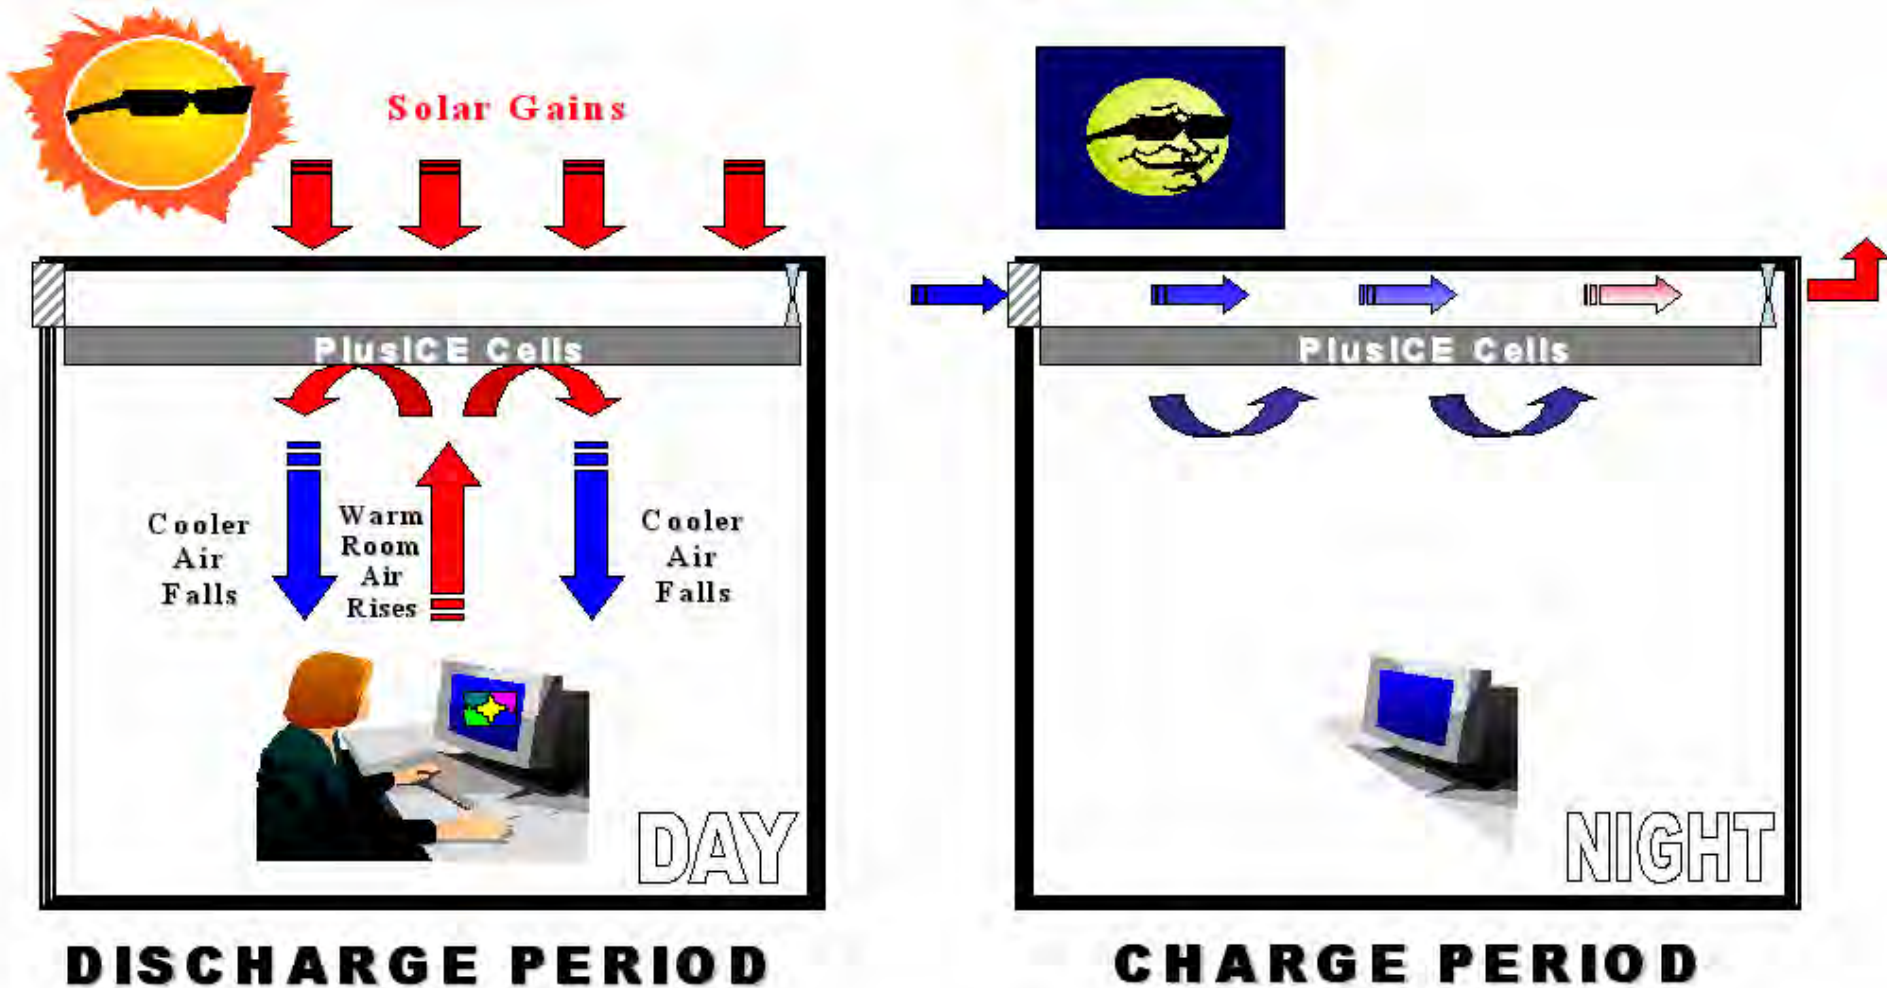 Solar Gains
PlusICE Cells
Cooler
Air
Falls
Warm
Room
Air
Rises
Cooler
Air
Falls
DAY
DISCHARGE PERIOD
PlusICE Cells
NIGHT
CHARGE PERIOD